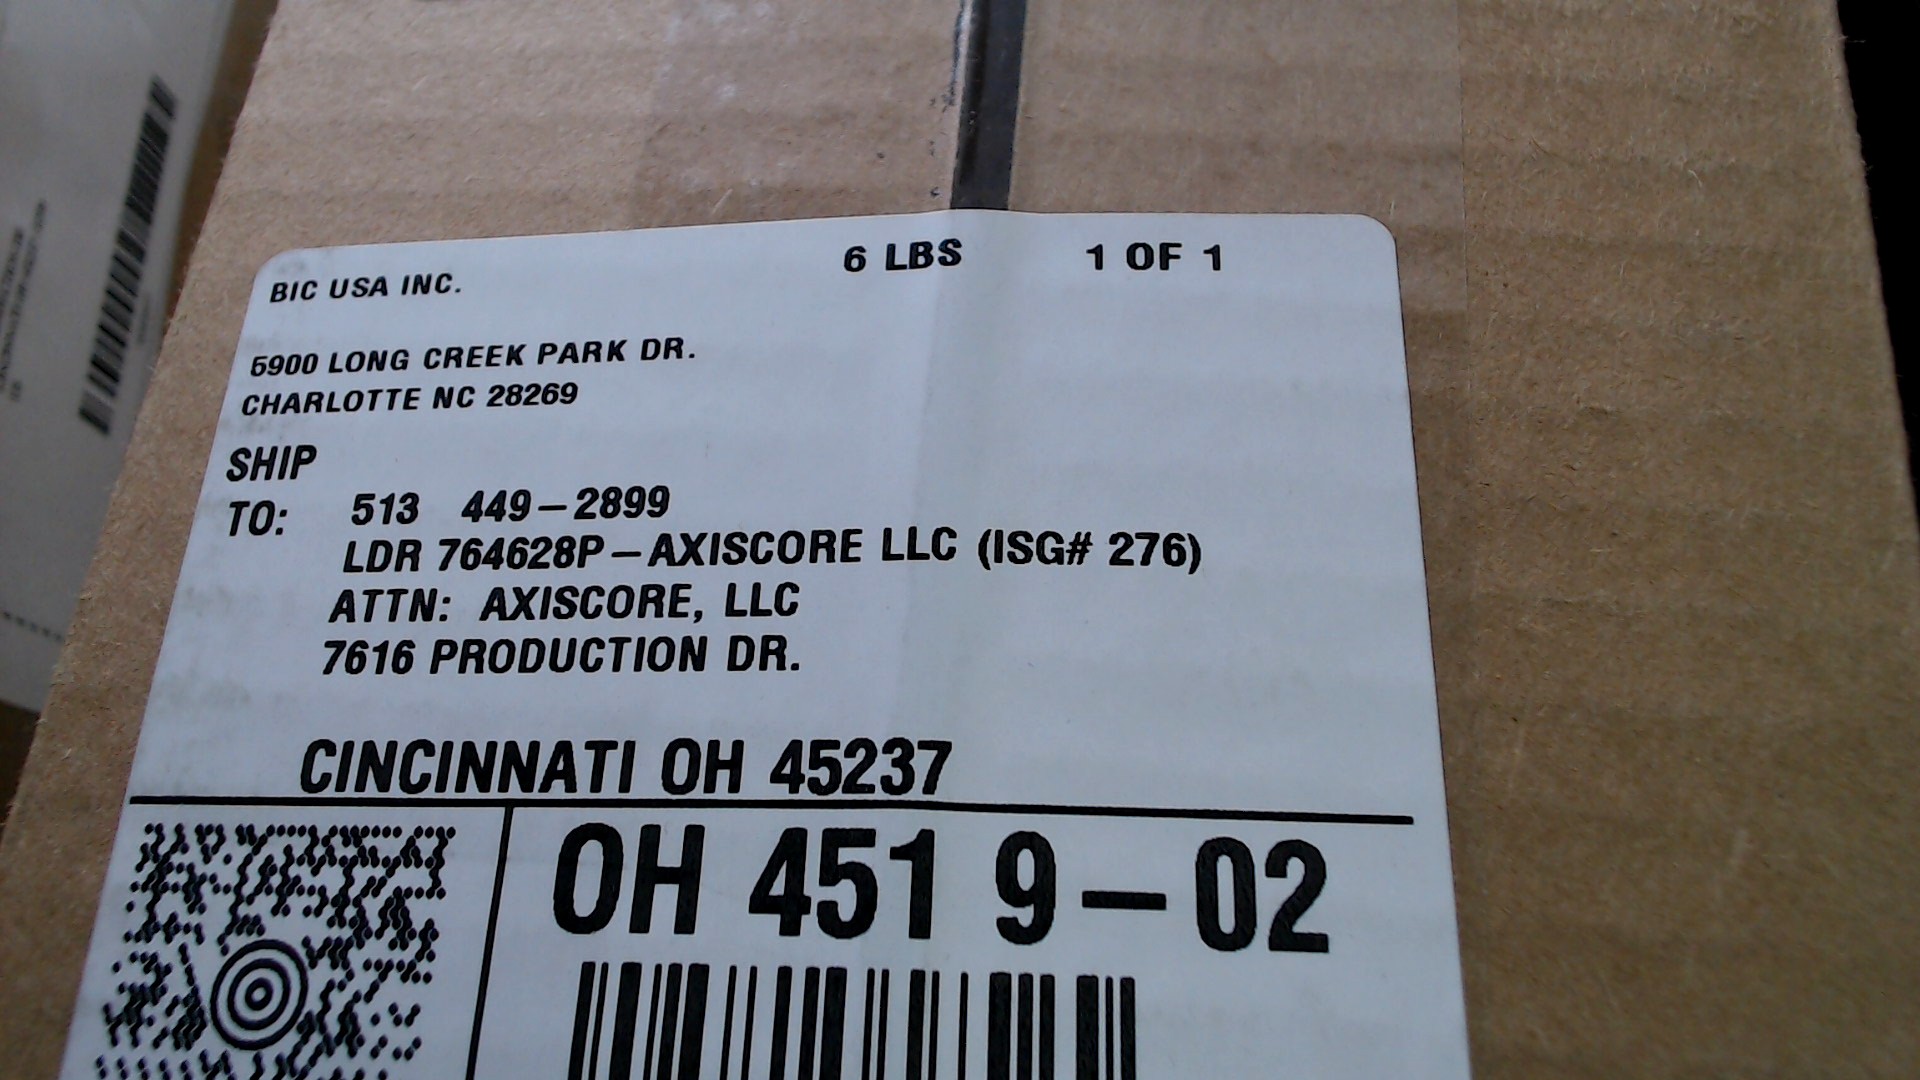 BIC USA INC.
6 LBS 1 OF 1
5900 LONG CREEK PARK DR.
CHARLOTTE NC 28269
SHIP
TO: 513 449-2899
LDR 764628P-AXISCORE LLC (ISG# 276)
ATTN: AXISCORE, LLC
7616 PRODUCTION DR.
CINCINNATI OH 45237
OH 451 9-02